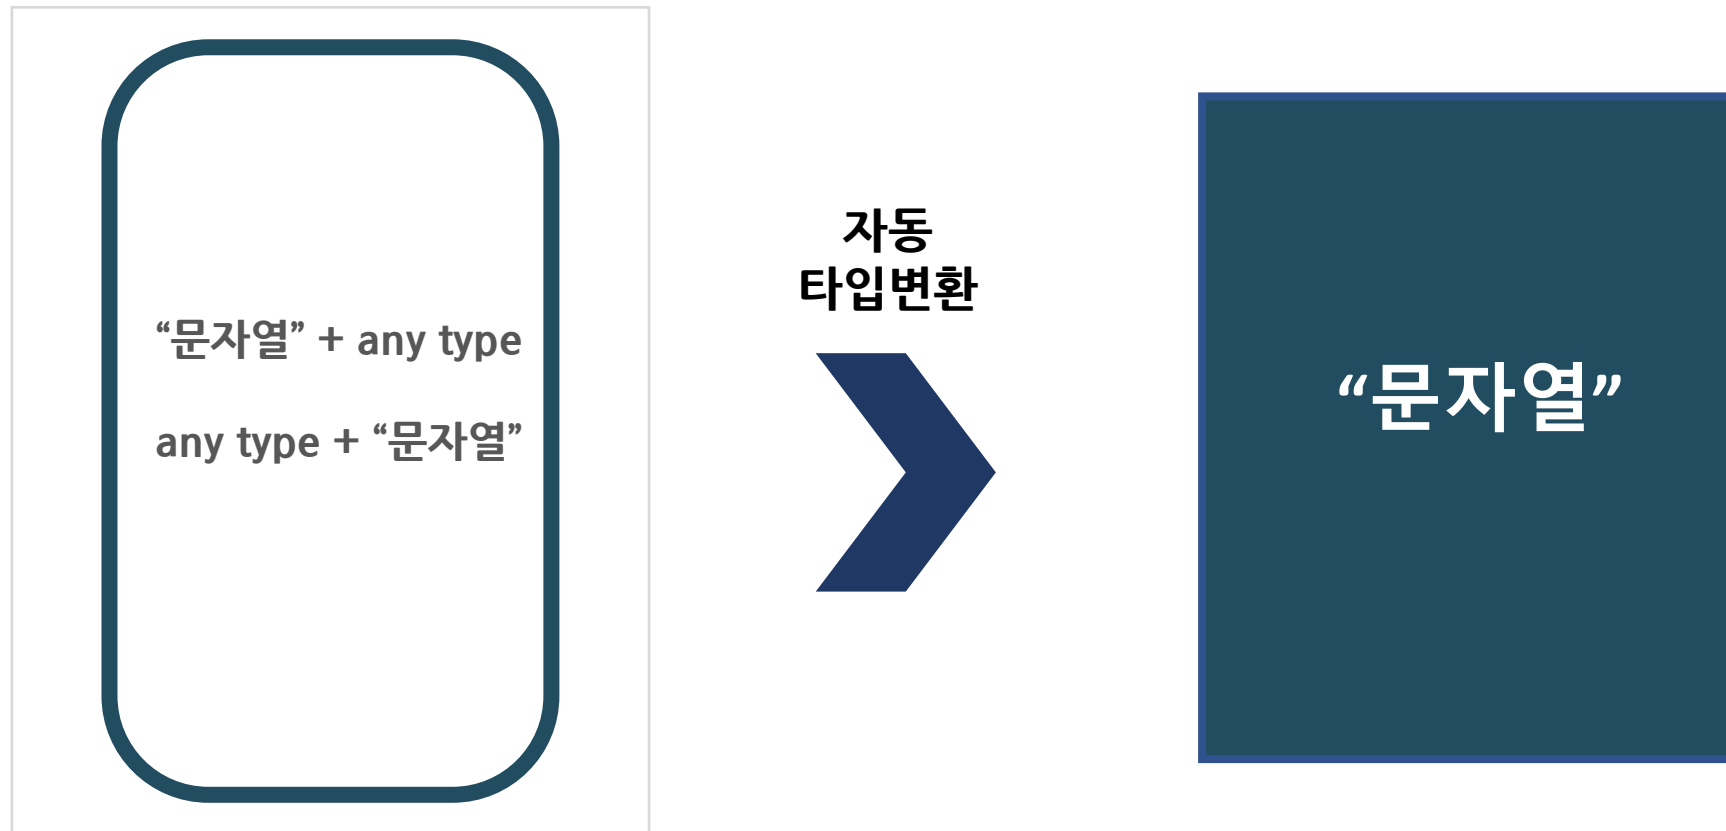 “문자열” + any type
any type + “문자열”
자동
타입변환
“문자열”